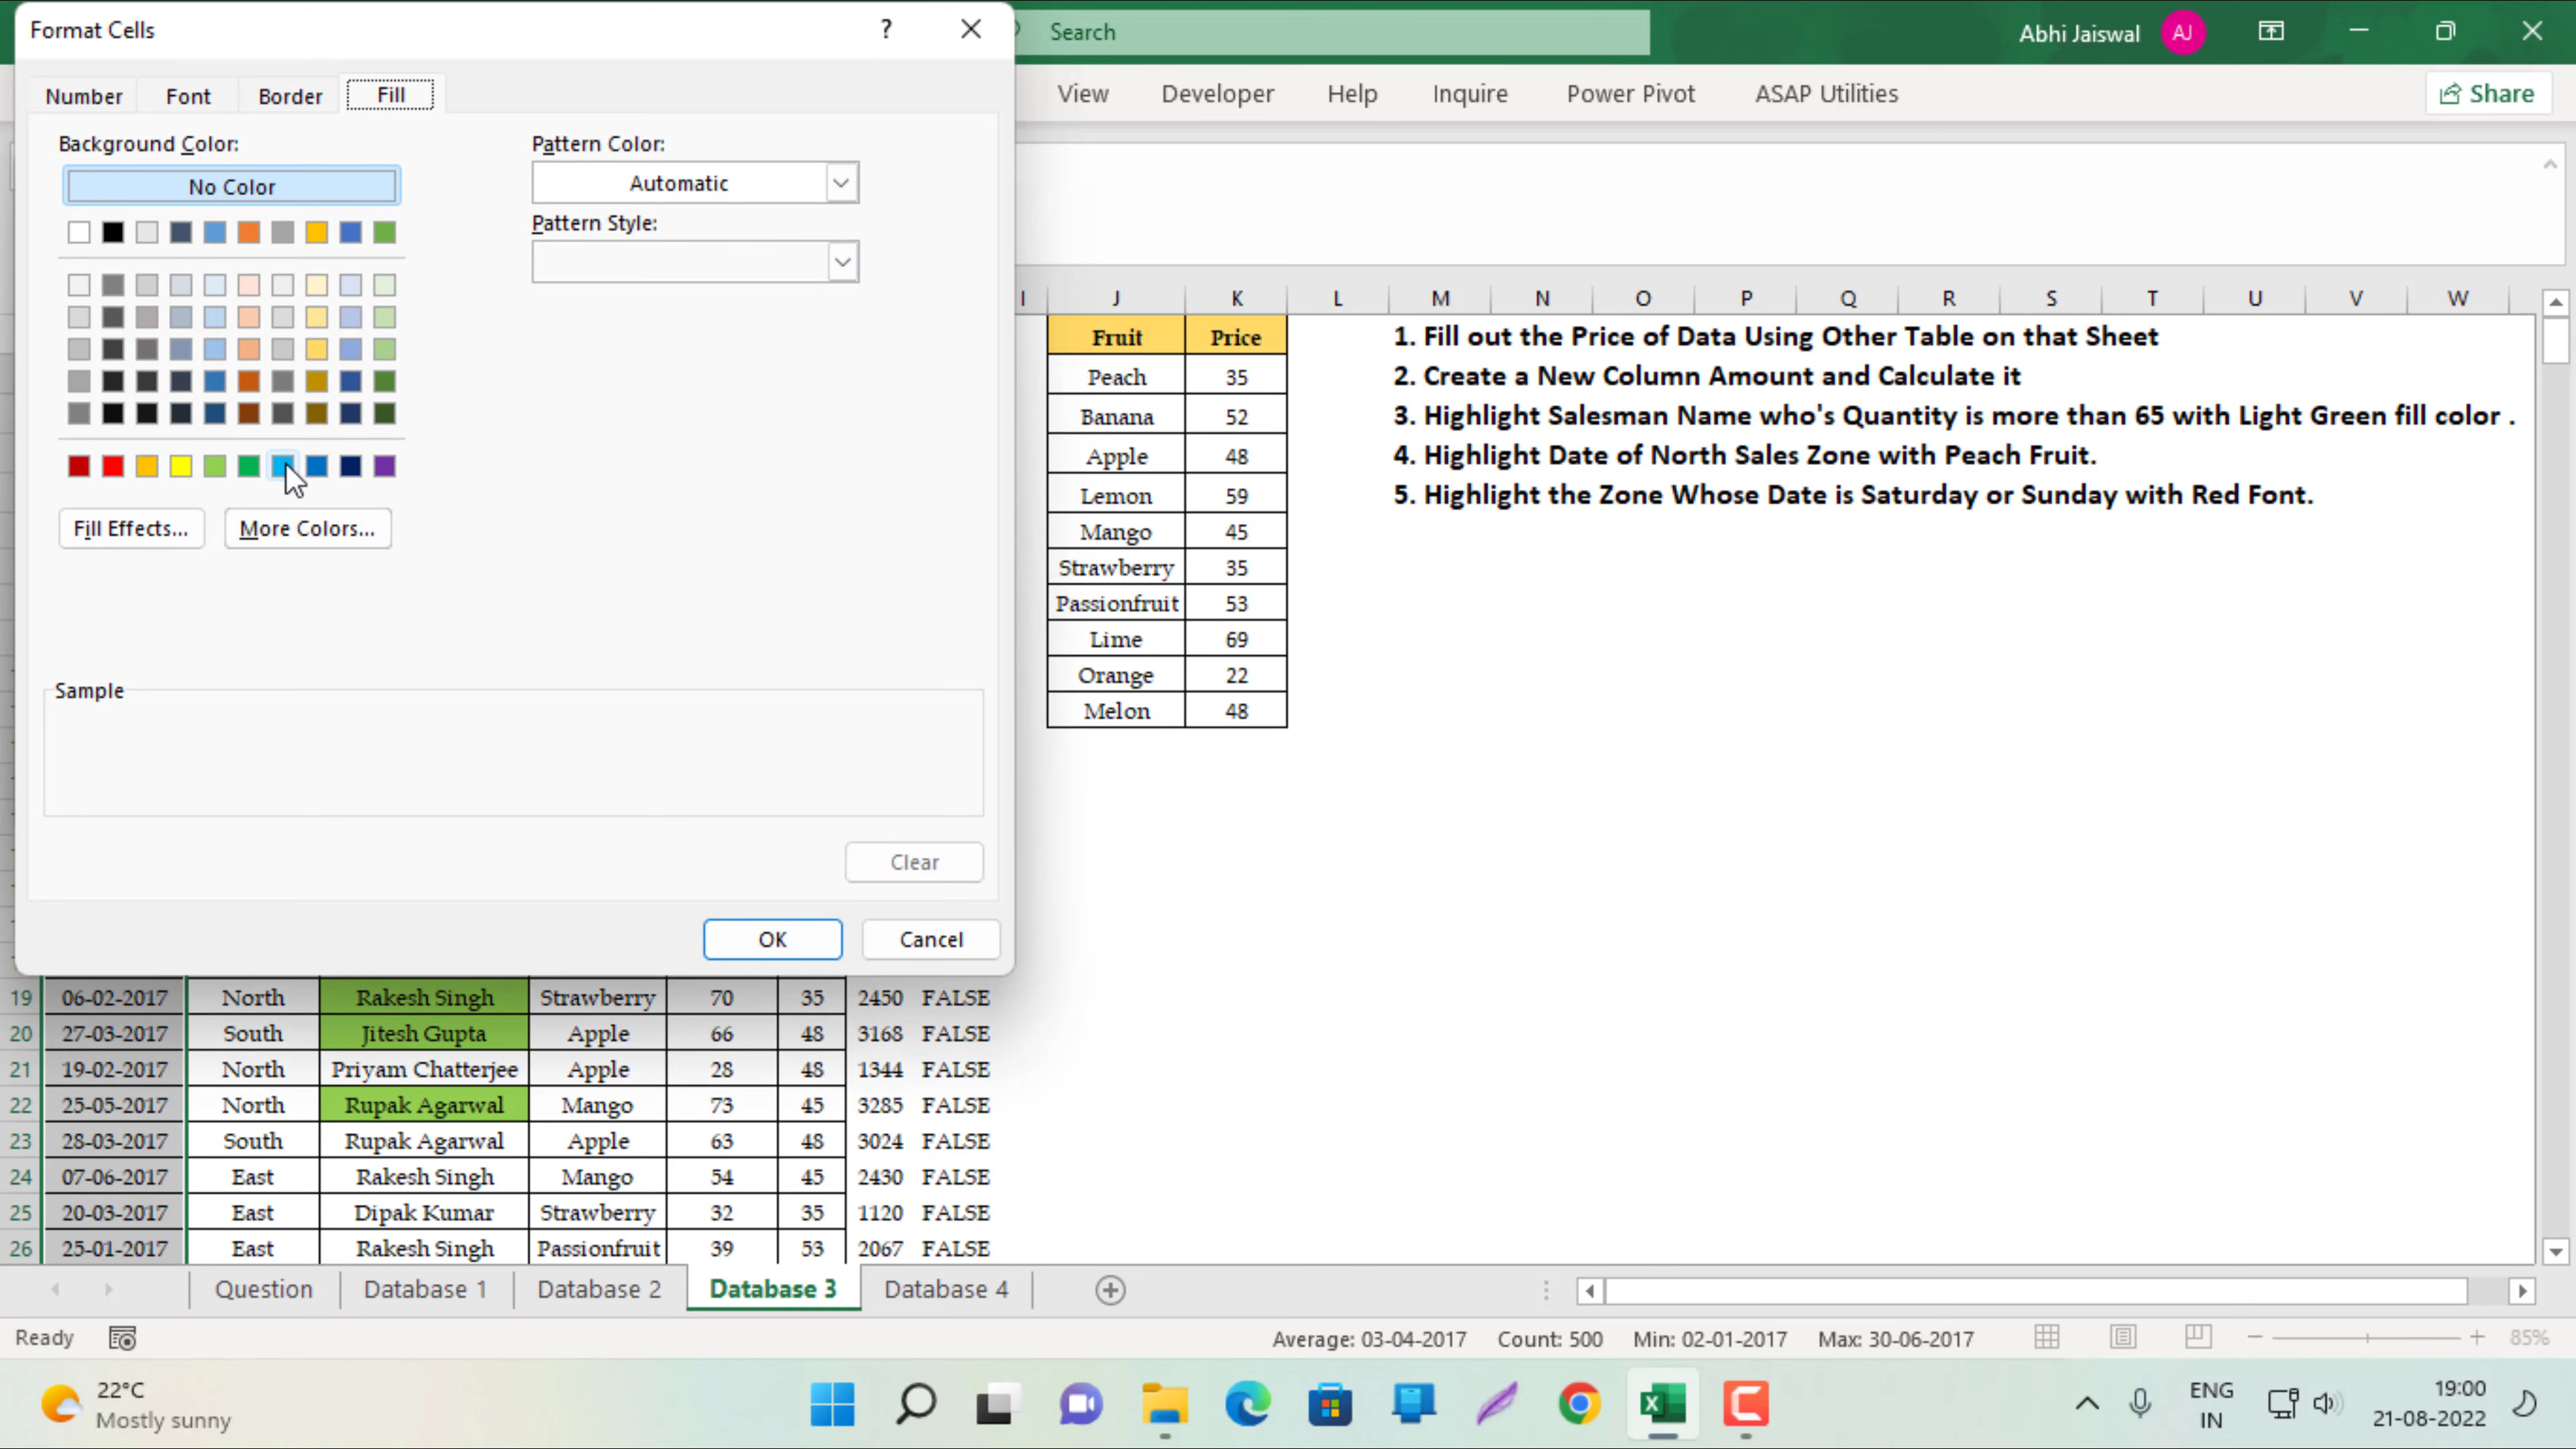 Format Cells
?
Search
Abhi Jaiswal
AJ
Number
Font
Border
Fill
View
Developer
Help
Inquire
Power Pivot
ASAP Utilities
Share
Background Color:
No Color
Pattern Color:
Automatic
Pattern Style:
Fill Effects...
More Colors...
Sample
Clear
OK
Cancel
I J K L M N O P Q R S T U V W
Fruit Price
Peach 35
Banana 52
Apple 48
Lemon 59
Mango 45
Strawberry 35
Passionfruit 53
Lime 69
Orange 22
Melon 48
1. Fill out the Price of Data Using Other Table on that Sheet
2. Create a New Column Amount and Calculate it
3. Highlight Salesman Name who's Quantity is more than 65 with Light Green fill color .
4. Highlight Date of North Sales Zone with Peach Fruit.
5. Highlight the Zone Whose Date is Saturday or Sunday with Red Font.
19 06-02-2017 North Rakesh Singh Strawberry 70 35 2450 FALSE
20 27-03-2017 South Jitesh Gupta Apple 66 48 3168 FALSE
21 19-02-2017 North Priyam Chatterjee Apple 28 48 1344 FALSE
22 25-05-2017 North Rupak Agarwal Mango 73 45 3285 FALSE
23 28-03-2017 South Rupak Agarwal Apple 63 48 3024 FALSE
24 07-06-2017 East Rakesh Singh Mango 54 45 2430 FALSE
25 20-03-2017 East Dipak Kumar Strawberry 32 35 1120 FALSE
26 25-01-2017 East Rakesh Singh Passionfruit 39 53 2067 FALSE
Question
Database 1
Database 2
Database 3
Database 4
Ready
Average: 03-04-2017
Count: 500
Min: 02-01-2017
Max: 30-06-2017
85%
22°C
Mostly sunny
ENG
IN
19:00
21-08-2022